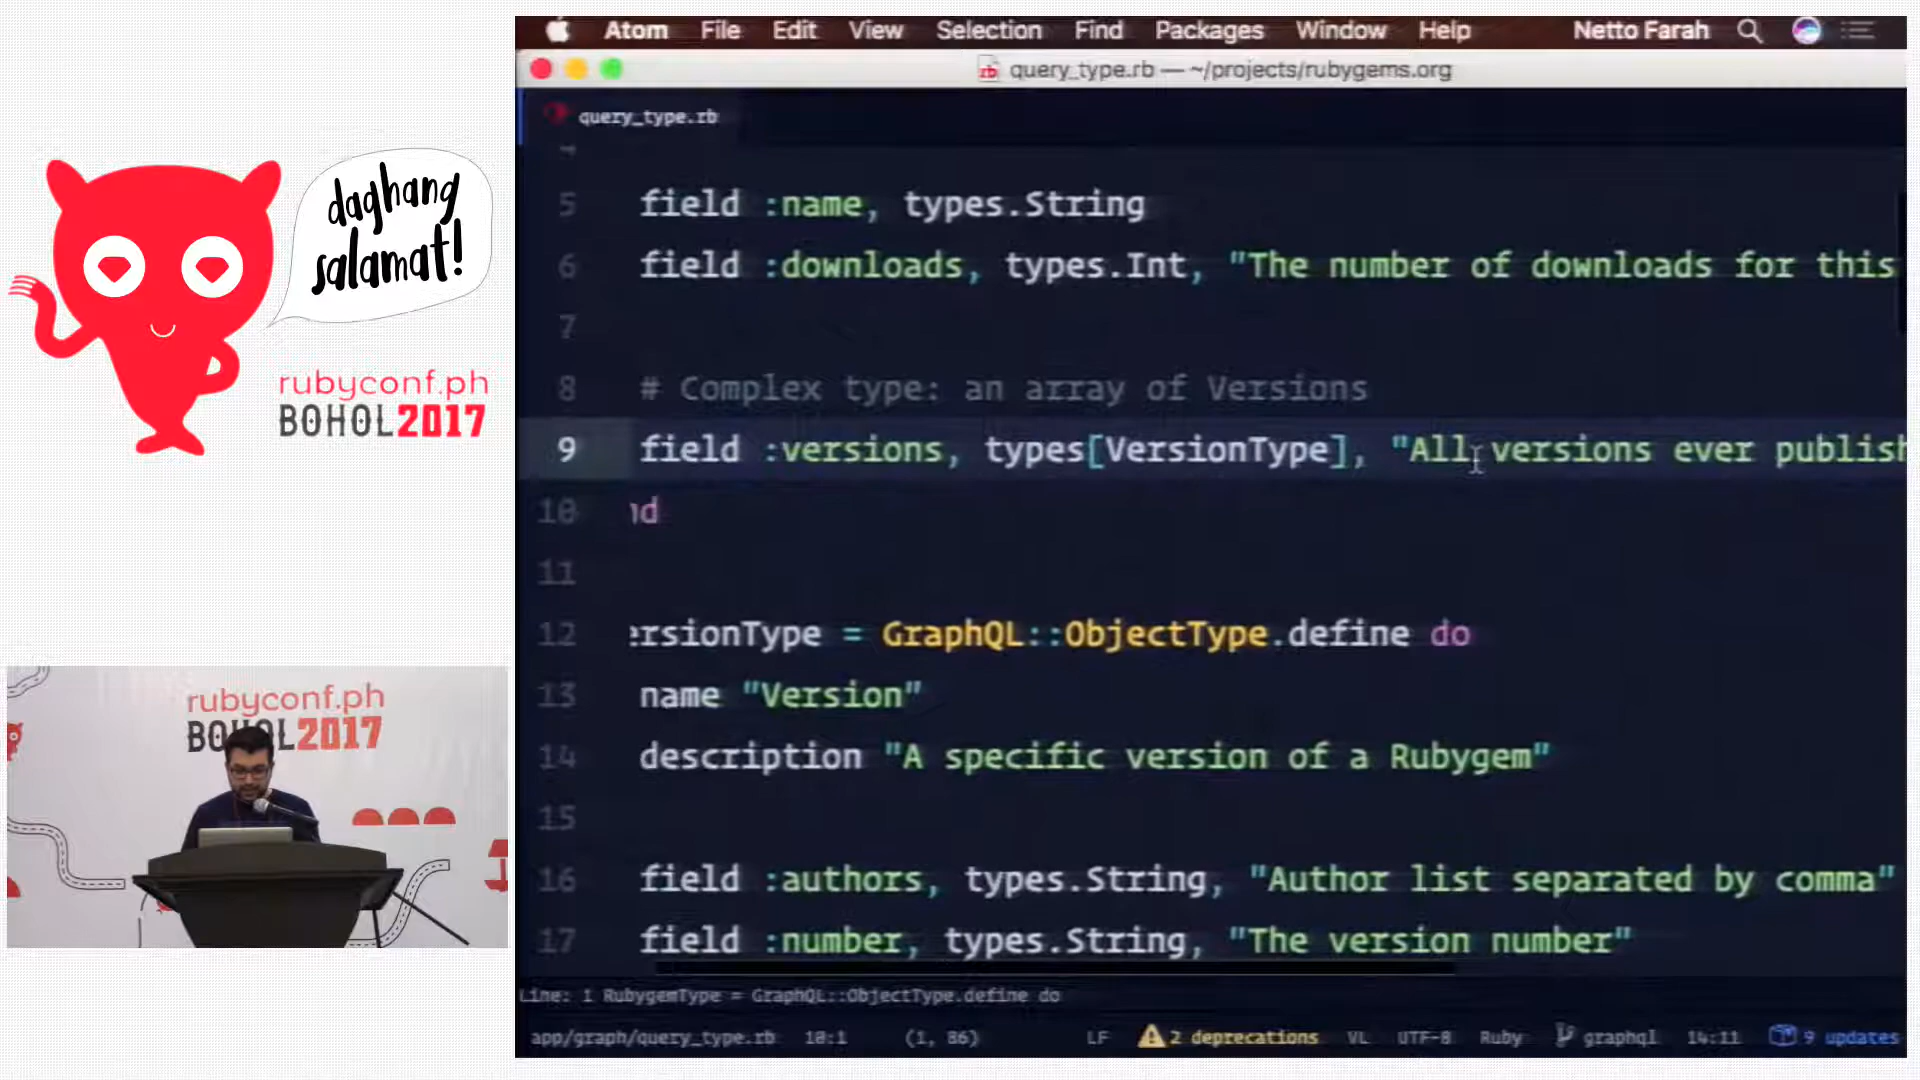 daghang
salamat!
rubyconf.ph
BOHOL2017
rubyconf.ph
BOHOL2017
Atom File Edit View Selection Find Packages Window Help Netto Farah
query_type.rb — ~/projects/rubygems.org
query_type.rb
4
5 field :name, types.String
6 field :downloads, types.Int, "The number of downloads for this
7
8 # Complex type: an array of Versions
9 field :versions, types[VersionType], "All versions ever publish
10 nd
11
12 ersionType = GraphQL::ObjectType.define do
13 name "Version"
14 description "A specific version of a Rubygem"
15
16 field :authors, types.String, "Author list separated by comma"
17 field :number, types.String, "The version number"
Line: 1 RubygemType = GraphQL::ObjectType.define do
app/graph/query_type.rb 10:1 (1, 86) LF 2 deprecations VL UTF-8 Ruby graphql 14:11 9 updates